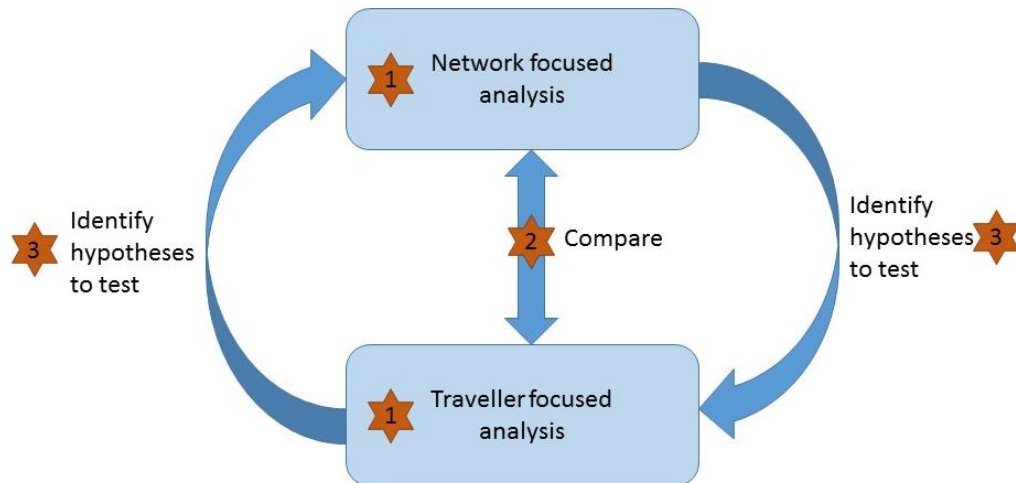 1 Network focused
analysis
3 Identify
hypotheses
to test
2 Compare
Identify
hypotheses 3
to test
1 Traveller focused
analysis